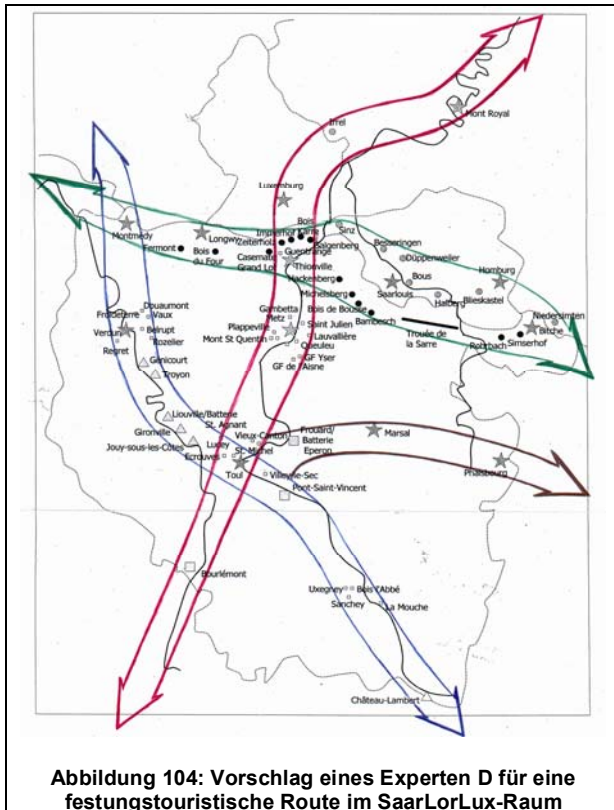 Irrel
Mont Royal
Luxemburg
Bois
Karre
Sinz
Immerhof
Zeiterholz
Galgenberg
Besseringen
Montmedy
Longwy
Fermont
Bois
du Four
Casernate
Grand Lot
Guentrange
Thionville
Düppenweiler
Homburg
Hackenberg
Saarlouis
Bous
Michelsberg
Halberg
Blieskastel
Bois de Bousse
Niedersimten
Bitche
Douaumont
Froideterre
Vaux
Gambetta
Metz
Bambesch
Trouée de
la Sarre
Rohrbach
Simserhof
Verdun
Belrupt
Plappeville
Saint Julien
Rozelier
Regret
Mont St Quentin
Lauvallière
Queuleu
Génicourt
GF Yser
GF de l'Aisne
Troyon
Liouville/Batterie
St. Agnant
Gironville
Vieux-Canton
Frouard/
Batterie
Eperon
Marsal
Jouy-sous-les-Côtes
Lucey
St. Michel
Ecrouves
Toul
Villey-le-Sec
Phalsbourg
Pont-Saint-Vincent
Bourlémont
Uxegney
Bois l'Abbé
Sanchey
La Mouche
Château-Lambert
Abbildung 104: Vorschlag eines Experten D für eine
festungstouristische Route im SaarLorLux-Raum